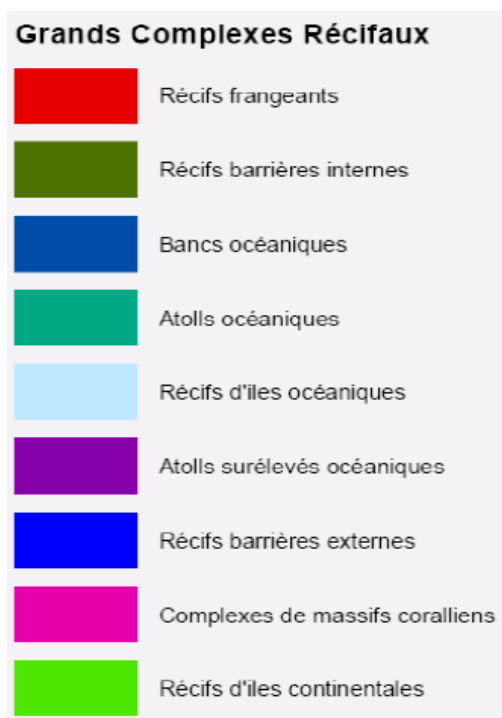 Grands Complexes Récifaux
Récifs frangeants
Récifs barrières internes
Bancs océaniques
Atolls océaniques
Récifs d'iles océaniques
Atolls surélevés océaniques
Récifs barrières externes
Complexes de massifs coralliens
Récifs d'iles continentales